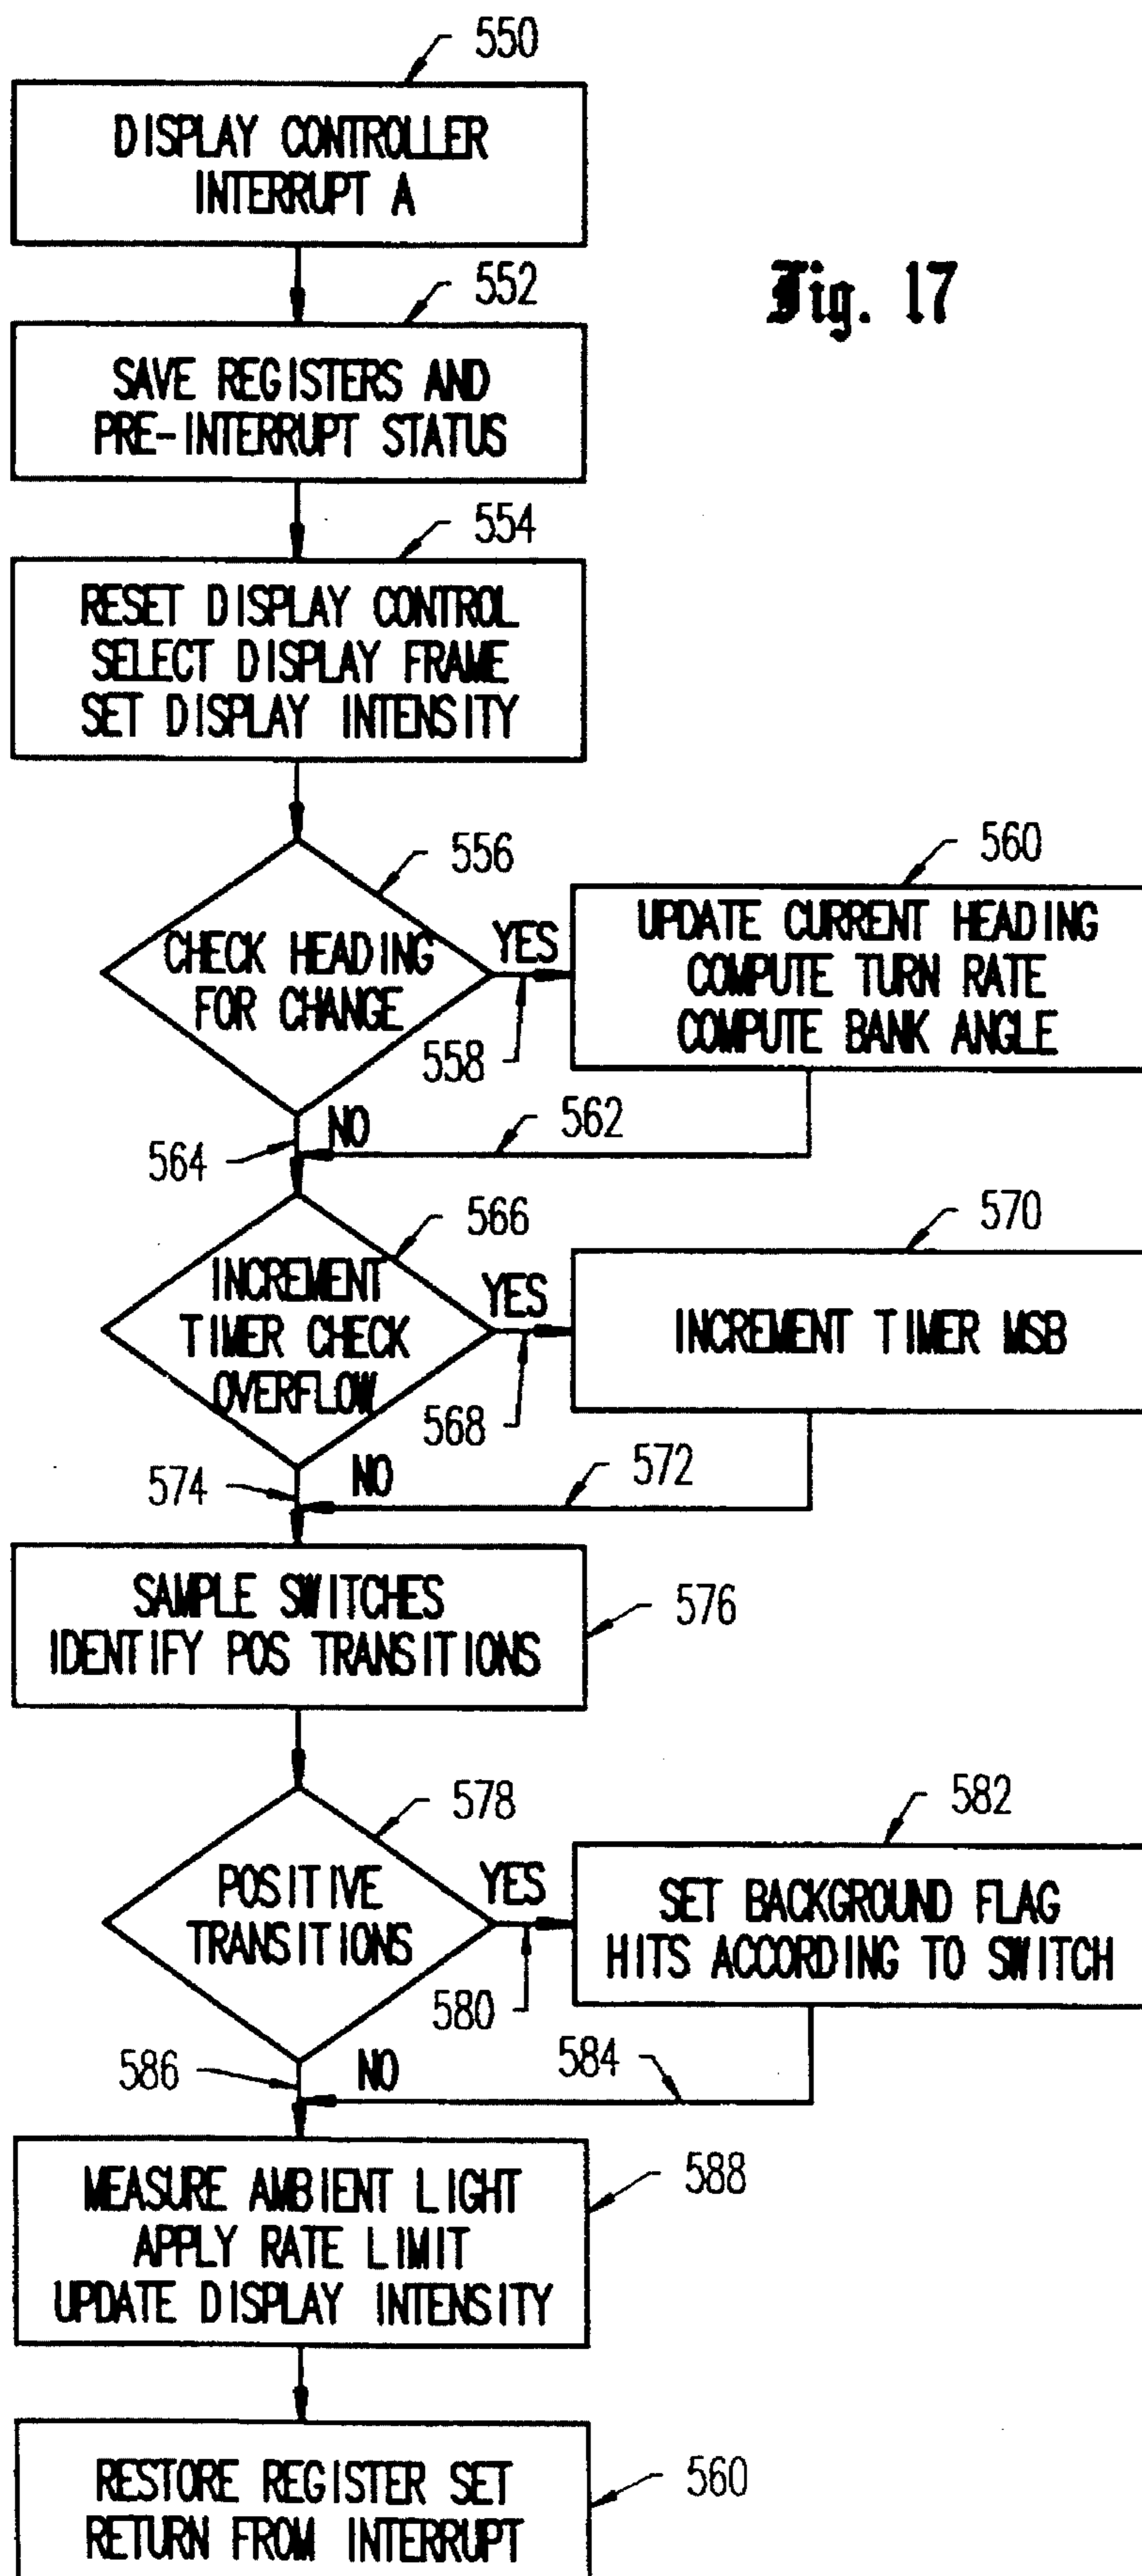 550
DISPLAY CONTROLLER
INTERRUPT A
Fig. 17
552
SAVE REGISTERS AND
PRE-INTERRUPT STATUS
554
RESET DISPLAY CONTROL
SELECT DISPLAY FRAME
SET DISPLAY INTENSITY
556
CHECK HEADING
FOR CHANGE
YES
558
560
UPDATE CURRENT HEADING
COMPUTE TURN RATE
COMPUTE BANK ANGLE
562
564
NO
566
INCREMENT
TIMER CHECK
OVERFLOW
YES
568
570
INCREMENT TIMER MSB
572
574
NO
SAMPLE SWITCHES
IDENTIFY POS TRANSITIONS
576
578
POSITIVE
TRANSITIONS
YES
580
582
SET BACKGROUND FLAG
HITS ACCORDING TO SWITCH
584
586
NO
MEASURE AMBIENT LIGHT
APPLY RATE LIMIT
UPDATE DISPLAY INTENSITY
588
RESTORE REGISTER SET
RETURN FROM INTERRUPT
560